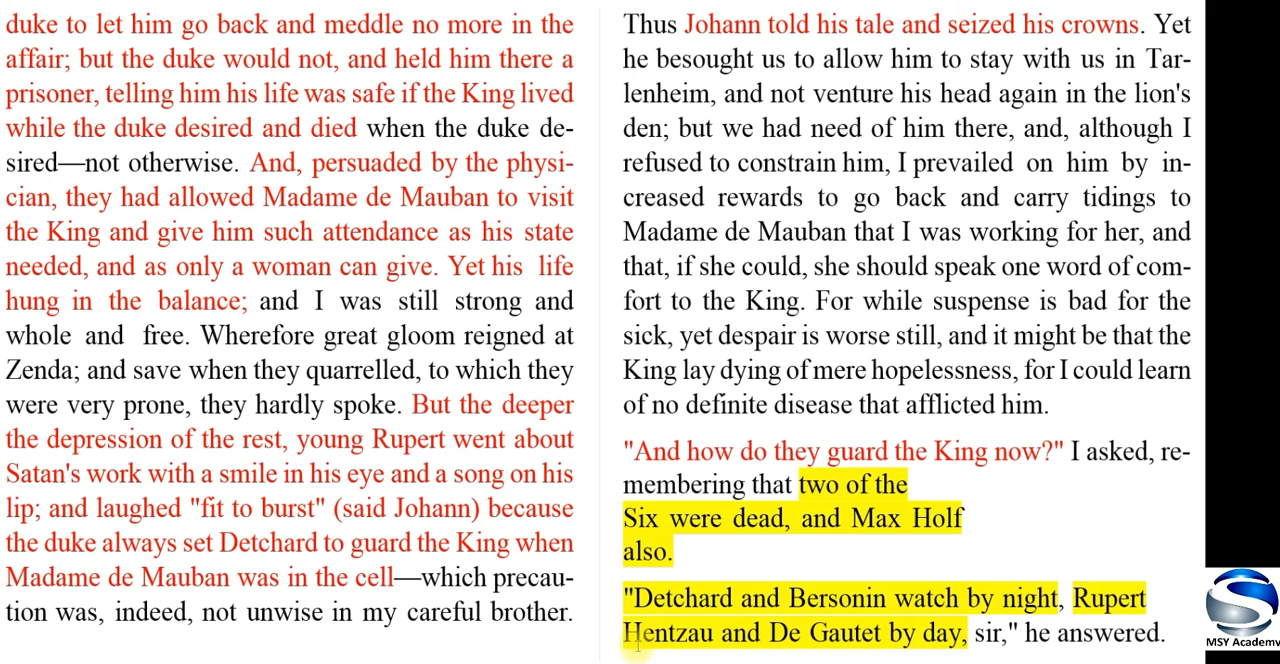 duke to let him go back and meddle no more in the
affair; but the duke would not, and held him there a
prisoner, telling him his life was safe if the King lived
while the duke desired and died when the duke de-
sired—not otherwise. And, persuaded by the physi-
cian, they had allowed Madame de Mauban to visit
the King and give him such attendance as his state
needed, and as only a woman can give. Yet his life
hung in the balance; and I was still strong and
whole and free. Wherefore great gloom reigned at
Zenda; and save when they quarrelled, to which they
were very prone, they hardly spoke. But the deeper
the depression of the rest, young Rupert went about
Satan's work with a smile in his eye and a song on his
lip; and laughed "fit to burst" (said Johann) because
the duke always set Detchard to guard the King when
Madame de Mauban was in the cell—which precau-
tion was, indeed, not unwise in my careful brother.
Thus Johann told his tale and seized his crowns. Yet
he besought us to allow him to stay with us in Tar-
lenheim, and not venture his head again in the lion's
den; but we had need of him there, and, although I
refused to constrain him, I prevailed on him by in-
creased rewards to go back and carry tidings to
Madame de Mauban that I was working for her, and
that, if she could, she should speak one word of com-
fort to the King. For while suspense is bad for the
sick, yet despair is worse still, and it might be that the
King lay dying of mere hopelessness, for I could learn
of no definite disease that afflicted him.
"And how do they guard the King now?" I asked, re-
membering that two of the
Six were dead, and Max Holf
also.
"Detchard and Bersonin watch by night, Rupert
Hentzau and De Gautet by day, sir," he answered.
MSY Academy